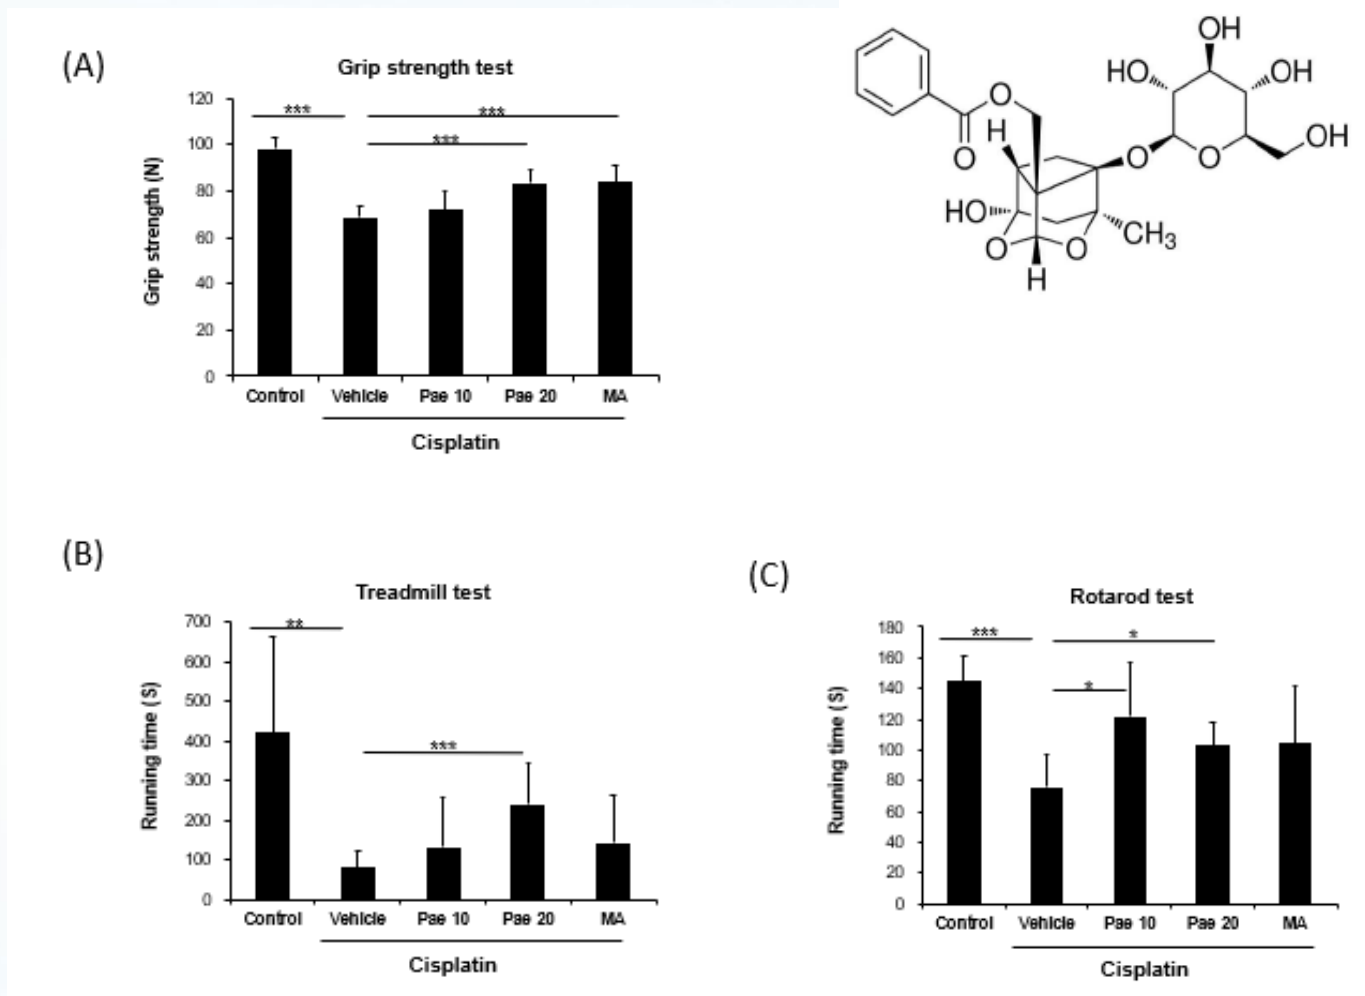 (A)
Grip strength test
Grip strength (N)
120
100
80
60
40
20
0
***
***
***
Control Vehicle Pae 10 Pae 20 MA
Cisplatin
OH
HO
OH
OH
O
O
O
O
H
HO
CH3
O
O
H
(B)
Treadmill test
Running time (S)
700
600
500
400
300
200
100
0
**
***
Control Vehicle Pae 10 Pae 20 MA
Cisplatin
(C)
Rotarod test
Running time (S)
180
160
140
120
100
80
60
40
20
0
***
*
*
Control Vehicle Pae 10 Pae 20 MA
Cisplatin